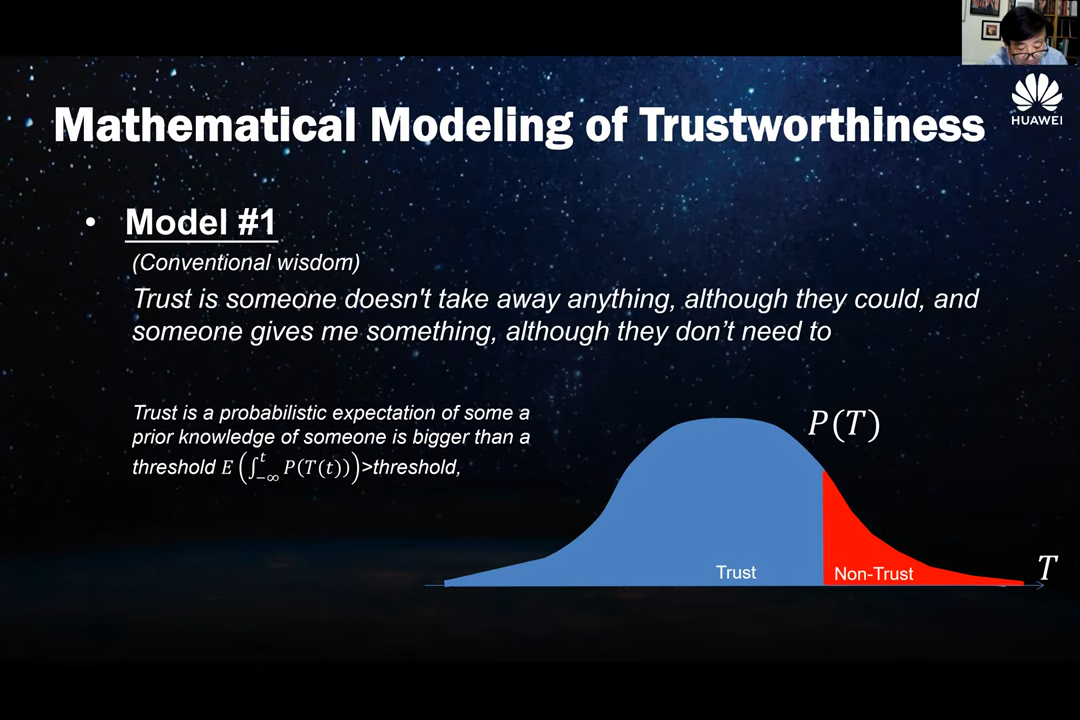 Mathematical Modeling of Trustworthiness
HUAWEI
• Model #1
(Conventional wisdom)
Trust is someone doesn't take away anything, although they could, and
someone gives me something, although they don’t need to
Trust is a probabilistic expectation of some a
prior knowledge of someone is bigger than a
threshold E(∫_{-∞}^{t} P(T(t)))>threshold,
P(T)
Trust
Non-Trust
T